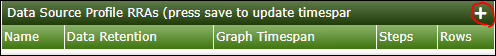 Data Source Profile RRAs (press save to update timespar
Name Data Retention Graph Timespan Steps Rows